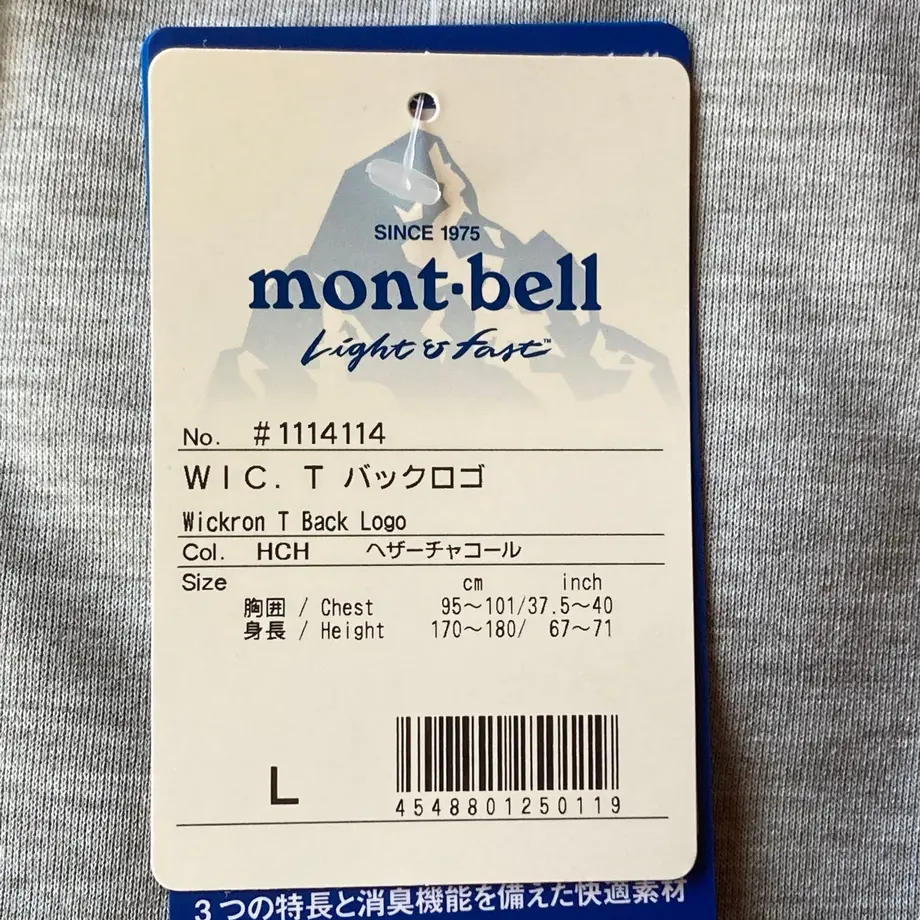 SINCE 1975
mont·bell
Light & Fast™
No. #1114114
WIC. T バックロゴ
Wickron T Back Logo
Col. HCH ヘザーチャコール
Size cm inch
胸囲 / Chest 95～101/37.5～40
身長 / Height 170～180/ 67～71
L
4548801250119
3つの特長と消臭機能を備えた快適素材